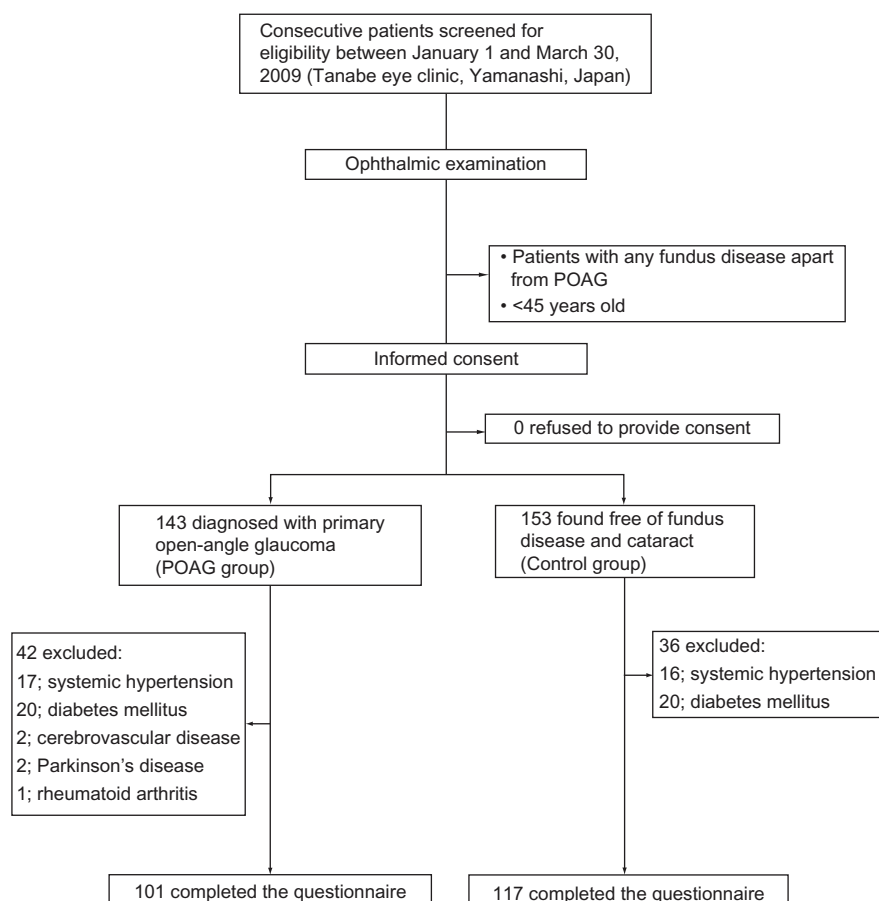 Consecutive patients screened for
eligibility between January 1 and March 30,
2009 (Tanabe eye clinic, Yamanashi, Japan)
Ophthalmic examination
• Patients with any fundus disease apart
from POAG
• <45 years old
Informed consent
0 refused to provide consent
143 diagnosed with primary
open-angle glaucoma
(POAG group)
153 found free of fundus
disease and cataract
(Control group)
42 excluded:
17; systemic hypertension
20; diabetes mellitus
2; cerebrovascular disease
2; Parkinson's disease
1; rheumatoid arthritis
36 excluded:
16; systemic hypertension
20; diabetes mellitus
101 completed the questionnaire
117 completed the questionnaire